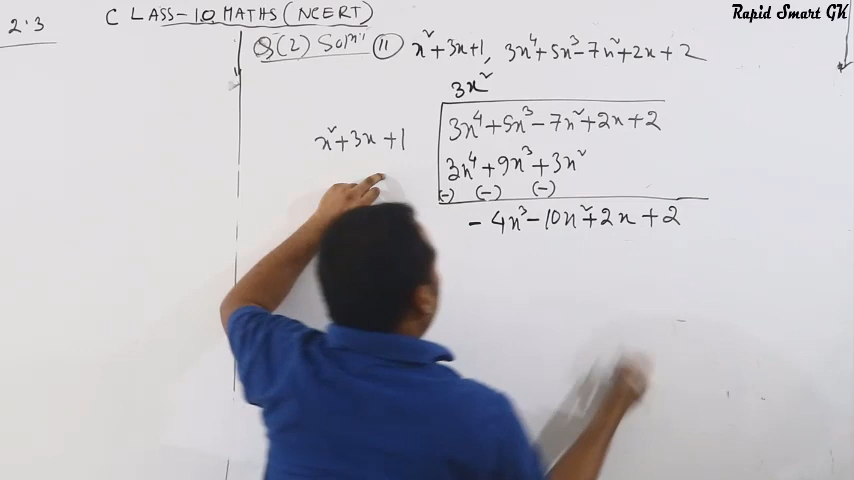 Rapid Smart GK
2.3
CLASS-10 MATHS (NCERT)
Q(2) Solⁿ: (ii) x²+3x+1, 3x⁴+5x³-7x²+2x+2
3x²
x²+3x+1
3x⁴+5x³-7x²+2x+2
3x⁴+9x³+3x²
(-) (-) (-)
-4x³-10x²+2x+2